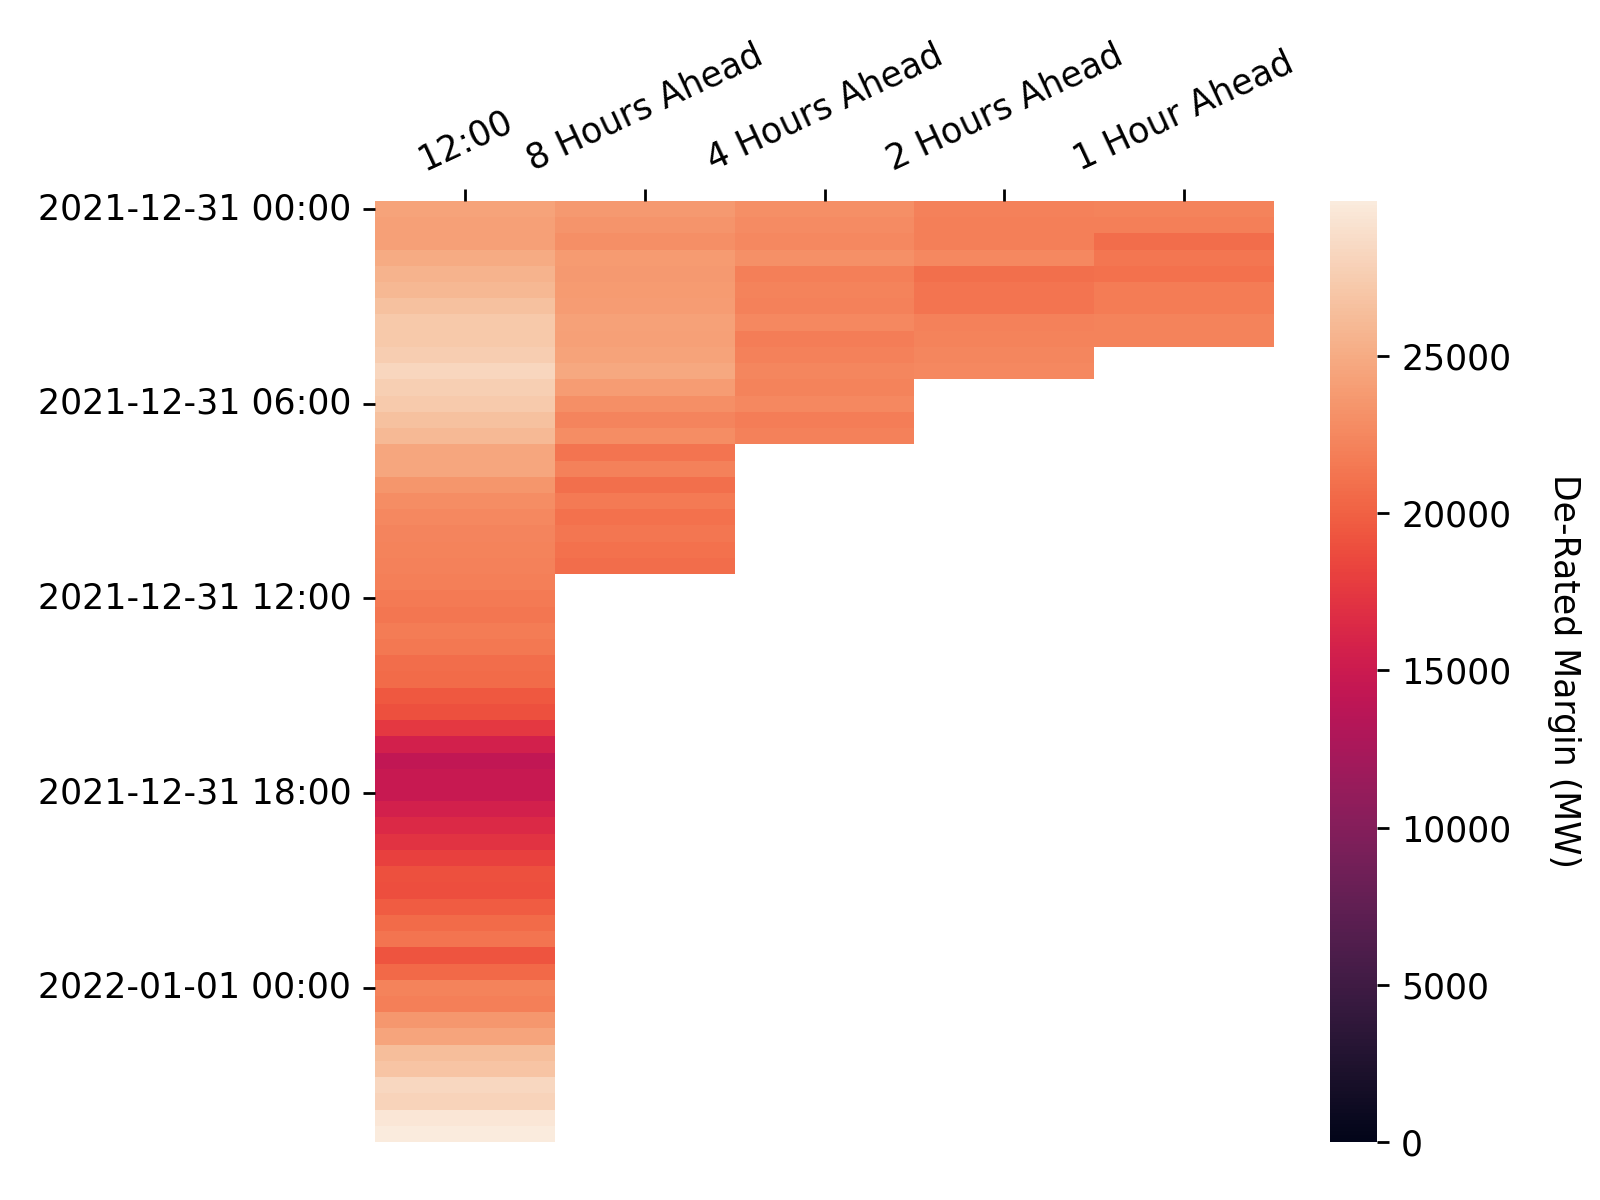 12:00
8 Hours Ahead
4 Hours Ahead
2 Hours Ahead
1 Hour Ahead
2021-12-31 00:00
2021-12-31 06:00
2021-12-31 12:00
2021-12-31 18:00
2022-01-01 00:00
25000
20000
15000
10000
5000
0
De-Rated Margin (MW)